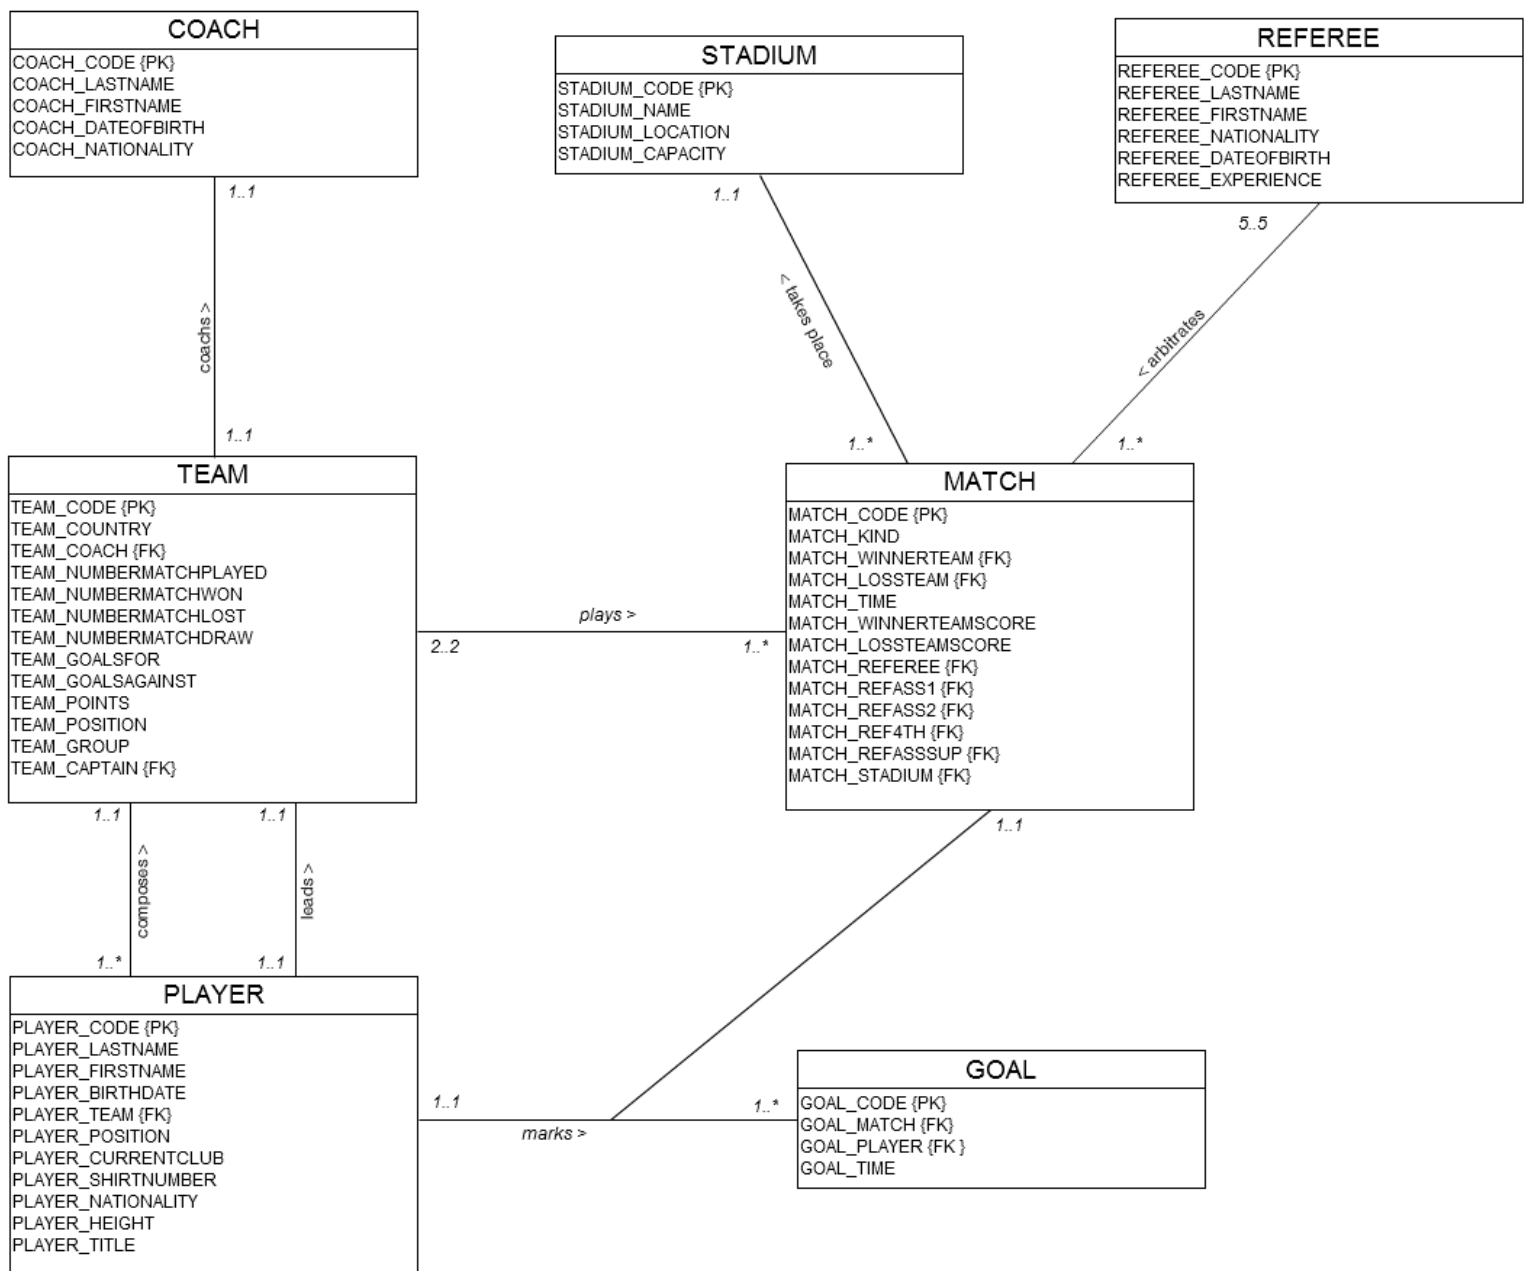 COACH
COACH_CODE {PK}
COACH_LASTNAME
COACH_FIRSTNAME
COACH_DATEOFBIRTH
COACH_NATIONALITY
1..1
STADIUM
STADIUM_CODE {PK}
STADIUM_NAME
STADIUM_LOCATION
STADIUM_CAPACITY
1..1
REFEREE
REFEREE_CODE {PK}
REFEREE_LASTNAME
REFEREE_FIRSTNAME
REFEREE_NATIONALITY
REFEREE_DATEOFBIRTH
REFEREE_EXPERIENCE
5..5
coachs >
< takes place
< arbitrates
1..1
1..*
1..*
TEAM
TEAM_CODE {PK}
TEAM_COUNTRY
TEAM_COACH {FK}
TEAM_NUMBERMATCHPLAYED
TEAM_NUMBERMATCHWON
TEAM_NUMBERMATCHLOST
TEAM_NUMBERMATCHDRAW
TEAM_GOALSFOR
TEAM_GOALSAGAINST
TEAM_POINTS
TEAM_POSITION
TEAM_GROUP
TEAM_CAPTAIN {FK}
plays >
2..2
1..*
MATCH
MATCH_CODE {PK}
MATCH_KIND
MATCH_WINNERTEAM {FK}
MATCH_LOSSTEAM {FK}
MATCH_TIME
MATCH_WINNERTEAMSCORE
MATCH_LOSSTEAMSCORE
MATCH_REFEREE {FK}
MATCH_REFASS1 {FK}
MATCH_REFASS2 {FK}
MATCH_REF4TH {FK}
MATCH_REFASSSUP {FK}
MATCH_STADIUM {FK}
1..1
1..1
1..1
composes >
leads >
1..*
1..1
PLAYER
PLAYER_CODE {PK}
PLAYER_LASTNAME
PLAYER_FIRSTNAME
PLAYER_BIRTHDATE
PLAYER_TEAM {FK}
PLAYER_POSITION
PLAYER_CURRENTCLUB
PLAYER_SHIRTNUMBER
PLAYER_NATIONALITY
PLAYER_HEIGHT
PLAYER_TITLE
1..1
1..*
marks >
GOAL
GOAL_CODE {PK}
GOAL_MATCH {FK}
GOAL_PLAYER {FK }
GOAL_TIME